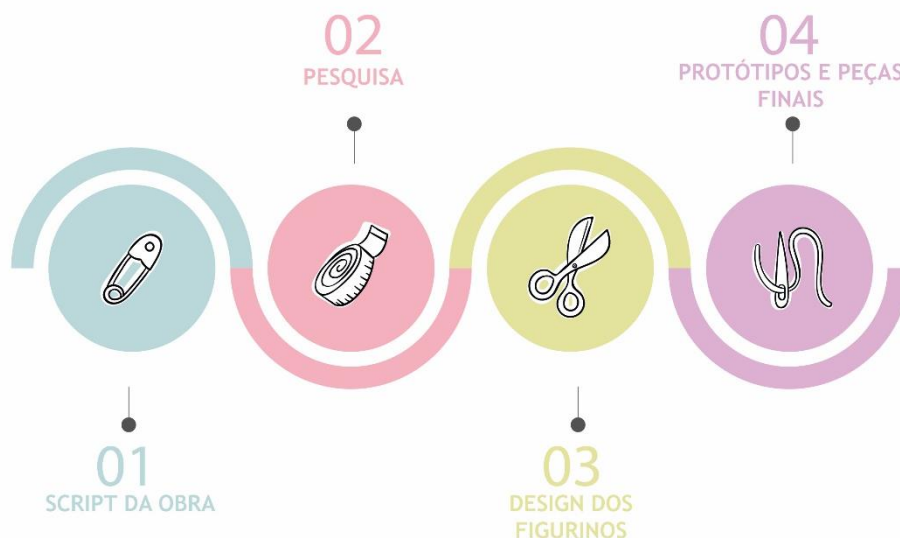 01
SCRIPT DA OBRA
02
PESQUISA
03
DESIGN DOS
FIGURINOS
04
PROTÓTIPOS E PEÇAS
FINAIS